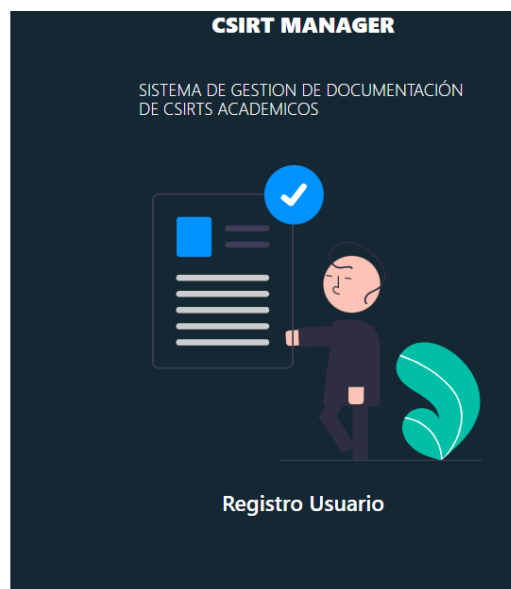 CSIRT MANAGER
SISTEMA DE GESTION DE DOCUMENTACIÓN
DE CSIRTS ACADEMICOS
Registro Usuario